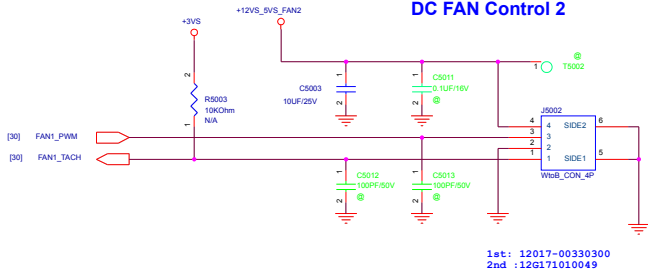 DC FAN Control 2
+12VS_5VS_FAN2
+3VS
@
1
T5002
2
R5003
10KOhm
N/A
1
1
C5003
10UF/25V
2
1
C5011
0.1UF/16V
2
@
J5002
4
4
SIDE2
6
3
3
2
2
1
1
SIDE1
5
WtoB_CON_4P
[30]
FAN1_PWM
[30]
FAN1_TACH
1
C5012
100PF/50V
2
@
1
C5013
100PF/50V
2
@
1st: 12017-00330300
2nd :12G171010049